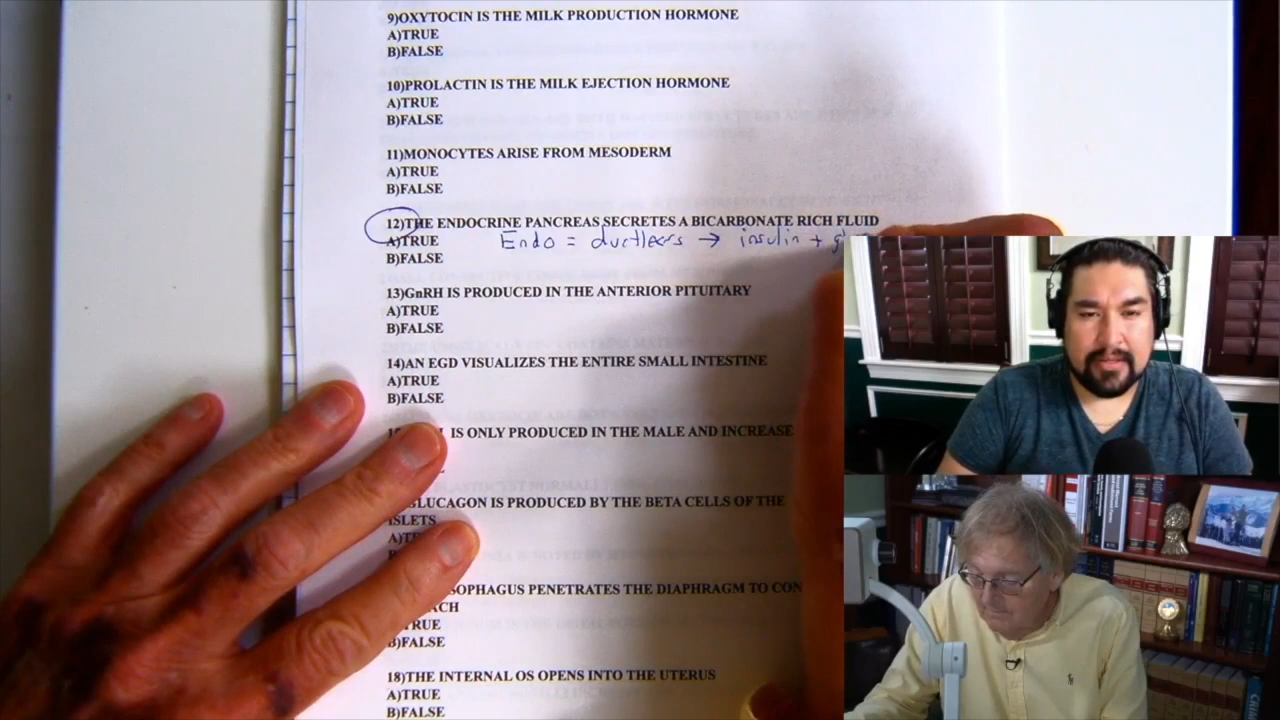 9)OXYTOCIN IS THE MILK PRODUCTION HORMONE
A)TRUE
B)FALSE
10)PROLACTIN IS THE MILK EJECTION HORMONE
A)TRUE
B)FALSE
11)MONOCYTES ARISE FROM MESODERM
A)TRUE
B)FALSE
12)THE ENDOCRINE PANCREAS SECRETES A BICARBONATE RICH FLUID
A)TRUE
Endo = ductless → insulin +
B)FALSE
13)GnRH IS PRODUCED IN THE ANTERIOR PITUITARY
A)TRUE
B)FALSE
14)AN EGD VISUALIZES THE ENTIRE SMALL INTESTINE
A)TRUE
B)FALSE
IS ONLY PRODUCED IN THE MALE AND INCREASE
GLUCAGON IS PRODUCED BY THE BETA CELLS OF THE
ISLETS
PENETRATES THE DIAPHRAGM TO
TRUE
B)FALSE
18)THE INTERNAL OS OPENS INTO THE UTERUS
A)TRUE
B)FALSE